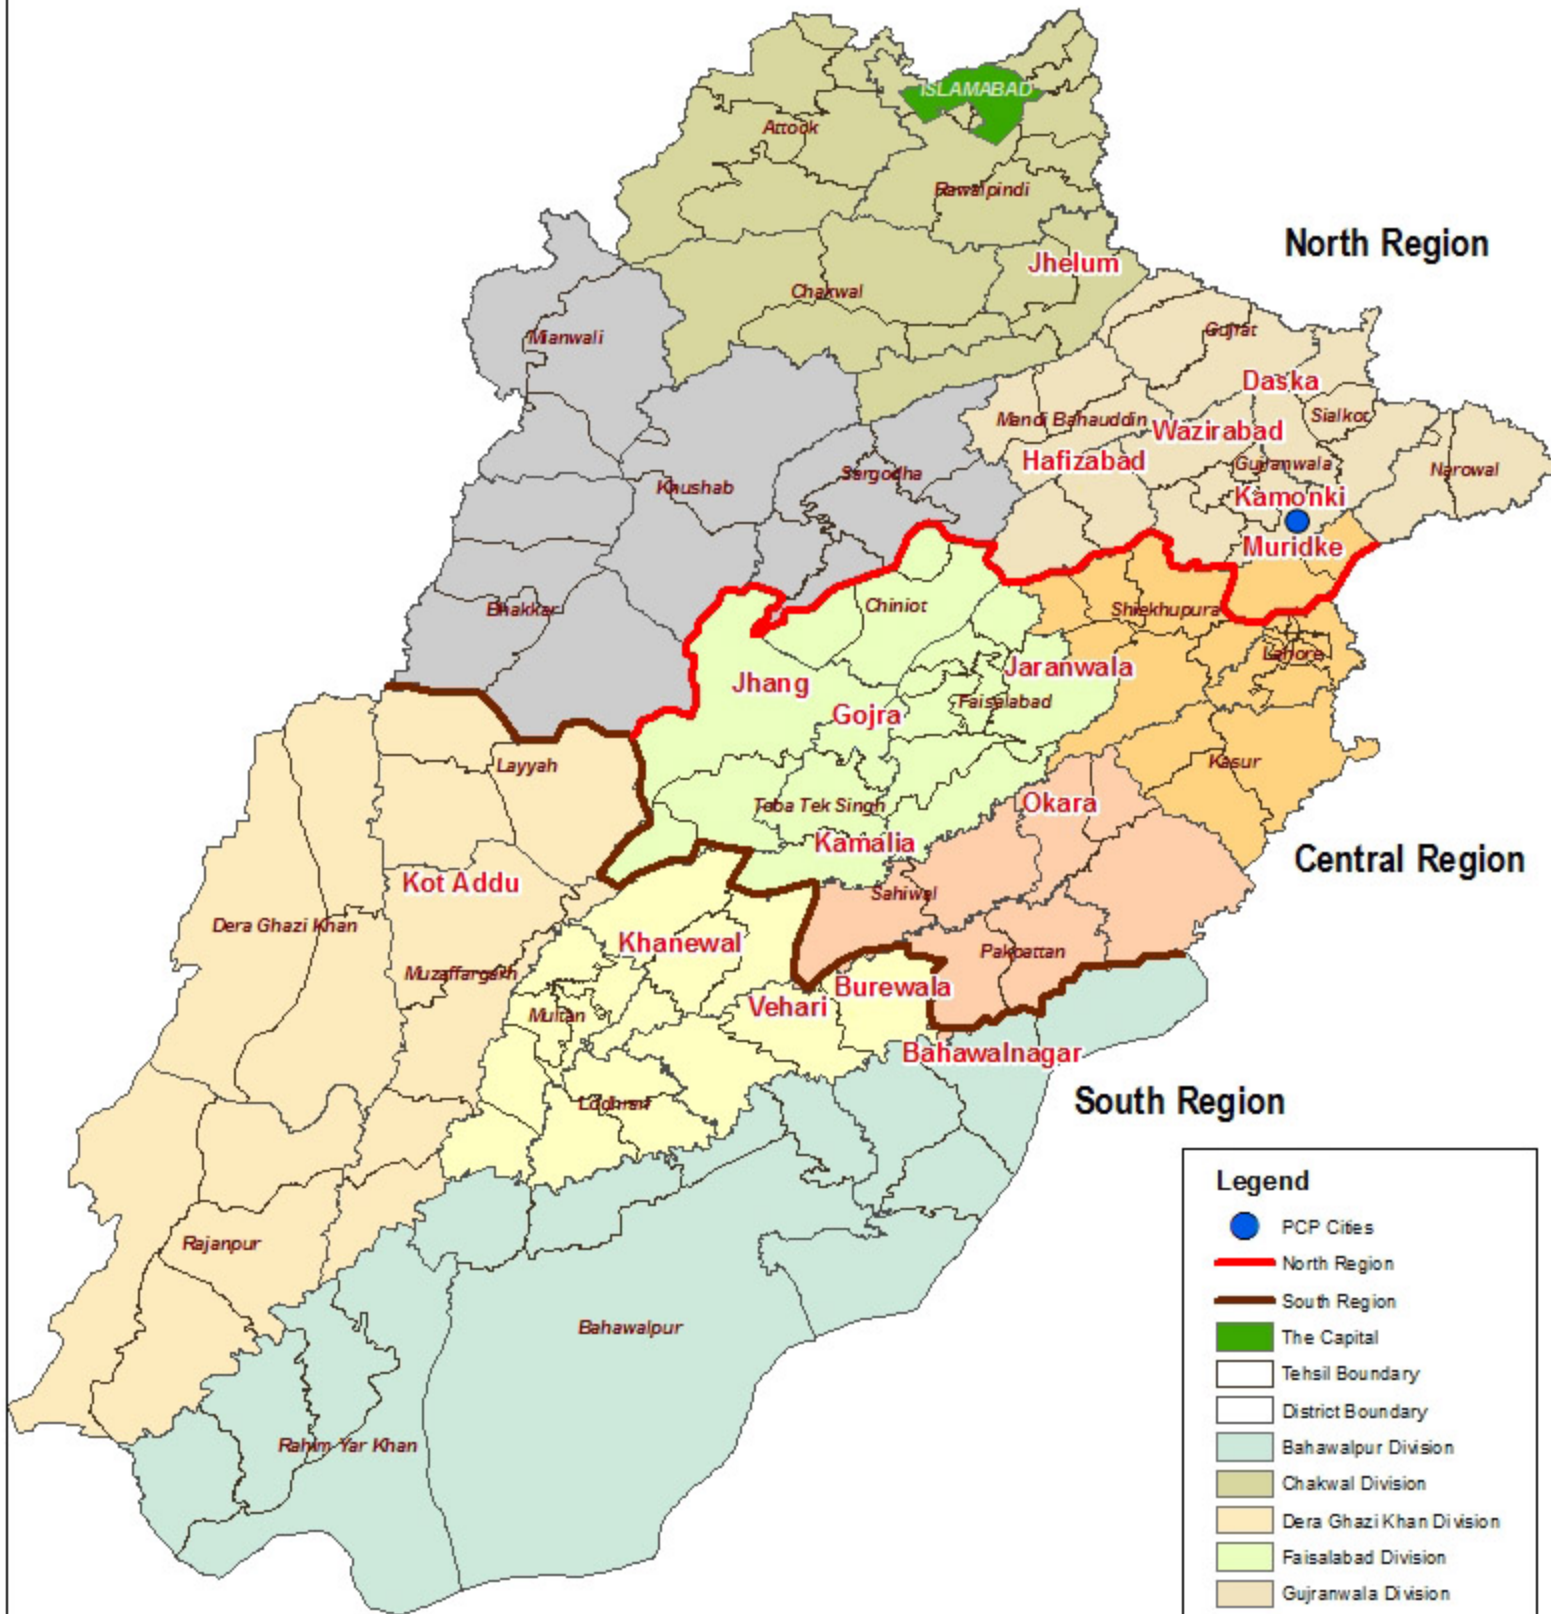 ISLAMABAD
Attock
Rawalpindi
North Region
Jhelum
Chakwal
Gujrat
Mianwali
Daska
Mandi Bahauddin
Sialkot
Wazirabad
Hafizabad
Gujranwala
Narowal
Sargodha
Khushab
Kamonki
Muridke
Chiniot
Bhakkar
Shiekhupura
Lahore
Jaranwala
Jhang
Faisalabad
Gojra
Layyah
Kasur
Toba Tek Singh
Okara
Kamalia
Central Region
Kot Addu
Sahiwal
Dera Ghazi Khan
Khanewal
Pakpattan
Muzaffargarh
Burewala
Vehari
Multan
Bahawalnagar
South Region
Lodhran
Rajanpur
Bahawalpur
Rahim Yar Khan
Legend
PCP Cities
North Region
South Region
The Capital
Tehsil Boundary
District Boundary
Bahawalpur Division
Chakwal Division
Dera Ghazi Khan Division
Faisalabad Division
Gujranwala Division